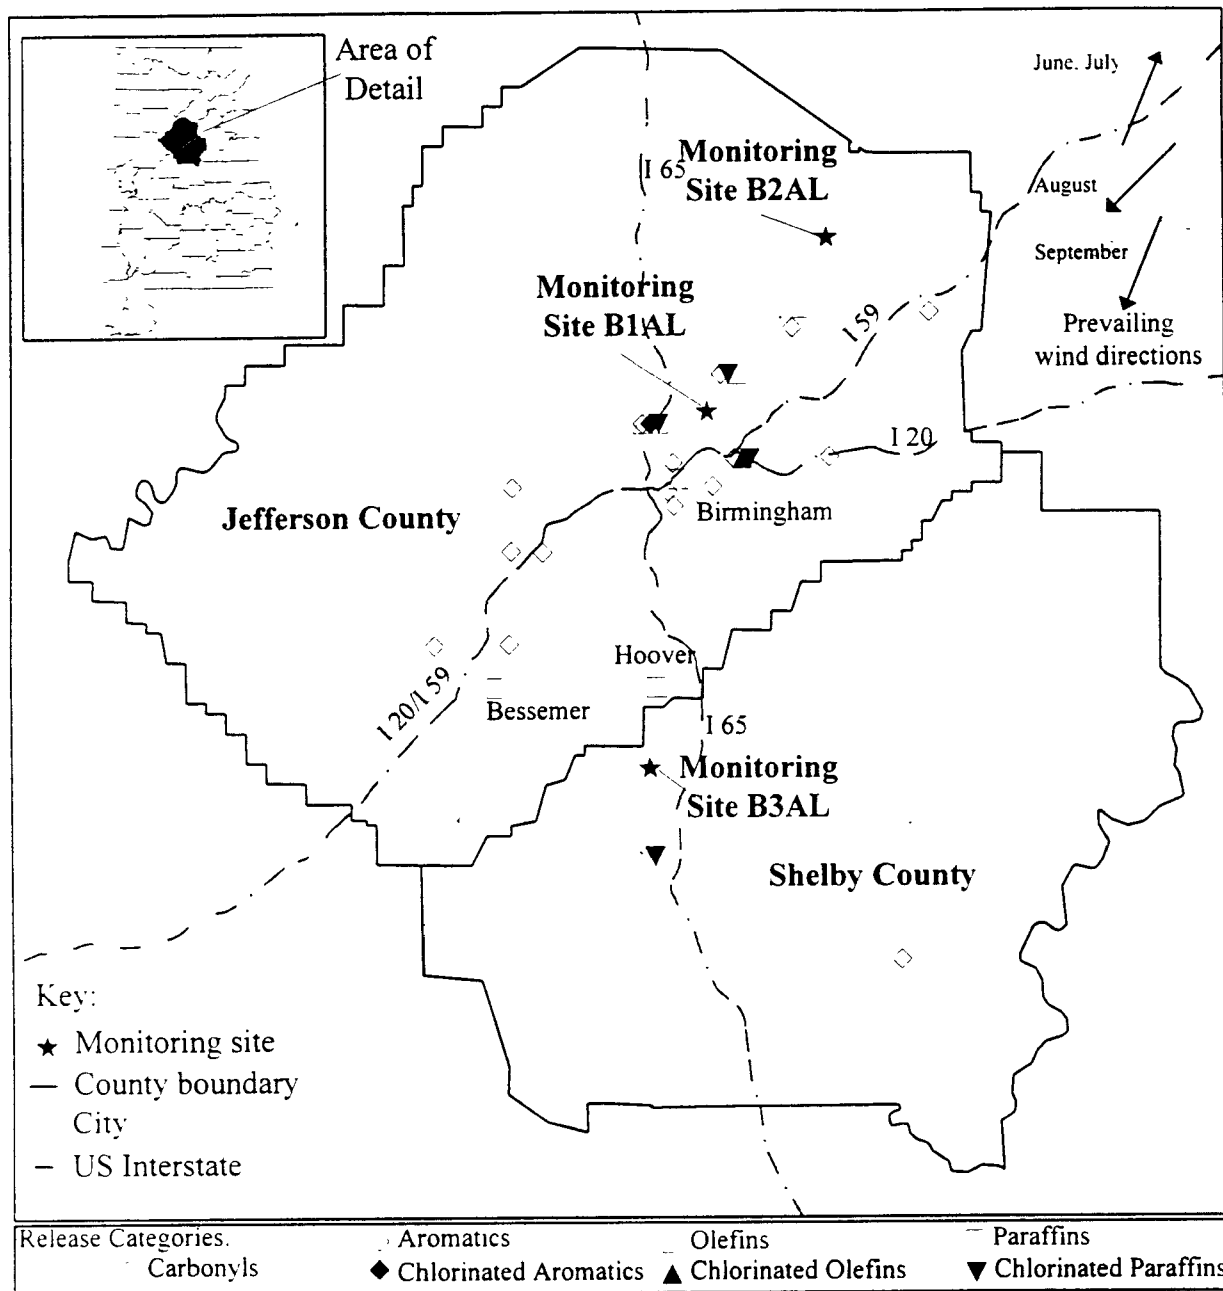 Area of
Detail
June. July
I 65
Monitoring
Site B2AL
August
September
Monitoring
Site B1AL
I 59
Prevailing
wind directions
I 20
Jefferson County
Birmingham
Hoover
I 20/I 59
Bessemer
I 65
Monitoring
Site B3AL
Shelby County
Key:
Monitoring site
County boundary
City
US Interstate
Release Categories.
Aromatics
Olefins
Paraffins
Carbonyls
Chlorinated Aromatics
Chlorinated Olefins
Chlorinated Paraffins